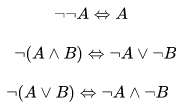 ¬¬A ⇔ A
¬(A ∧ B) ⇔ ¬A ∨ ¬B
¬(A ∨ B) ⇔ ¬A ∧ ¬B